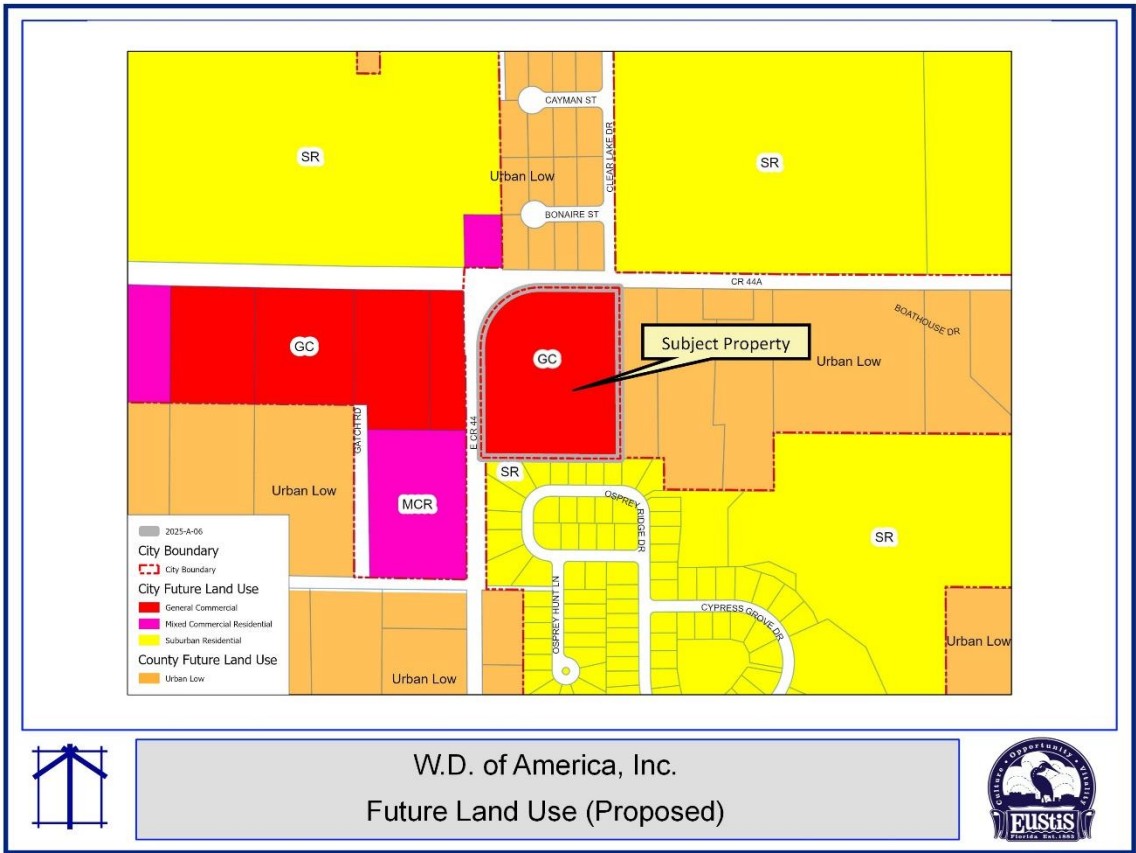 CAYMAN ST
CLEAR LAKE DR
SR
SR
Urban Low
BONAIRE ST
CR 44A
BOATHOUSE DR
GC
GC
Subject Property
Urban Low
E CR 44
GATCH RD
SR
Urban Low
MCR
OSPREY RIDGE DR
SR
OSPREY HUNT LN
CYPRESS GROVE DR
Urban Low
Urban Low
2025-A-06
City Boundary
City Boundary
City Future Land Use
General Commercial
Mixed Commercial Residential
Suburban Residential
County Future Land Use
Urban Low
W.D. of America, Inc.
Future Land Use (Proposed)
Culture • Opportunity • Vitality
EUSTiS
Florida Est. 1883